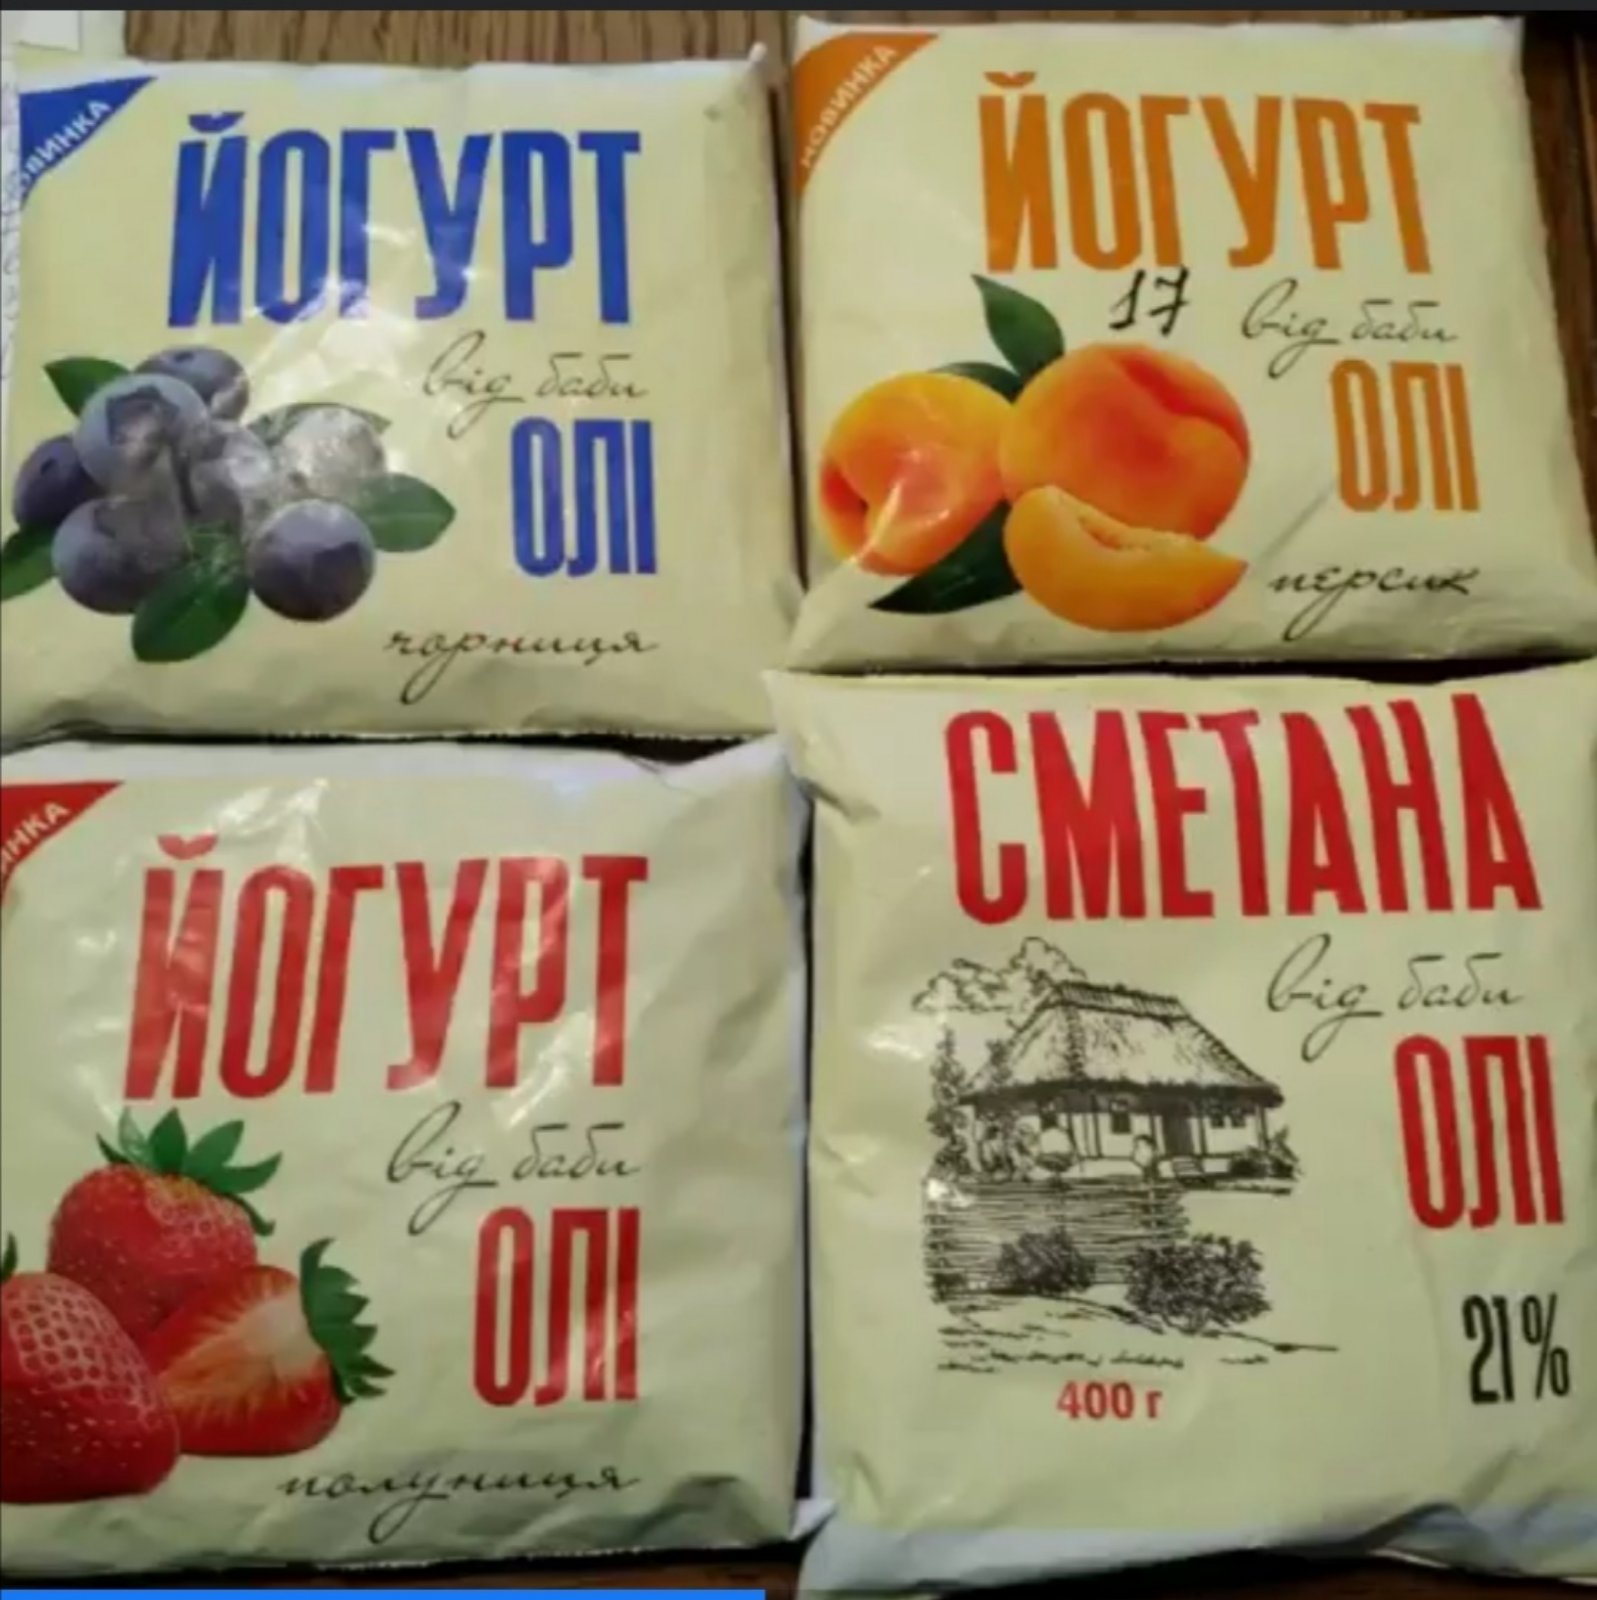 НОВИНКА
ЙОГУРТ
від баби
ОЛІ
чорниця
НОВИНКА
ЙОГУРТ
17
від баби
ОЛІ
персик
ИНКА
ЙОГУРТ
від баби
ОЛІ
полуниця
СМЕТАНА
від баби
ОЛІ
21%
400 г